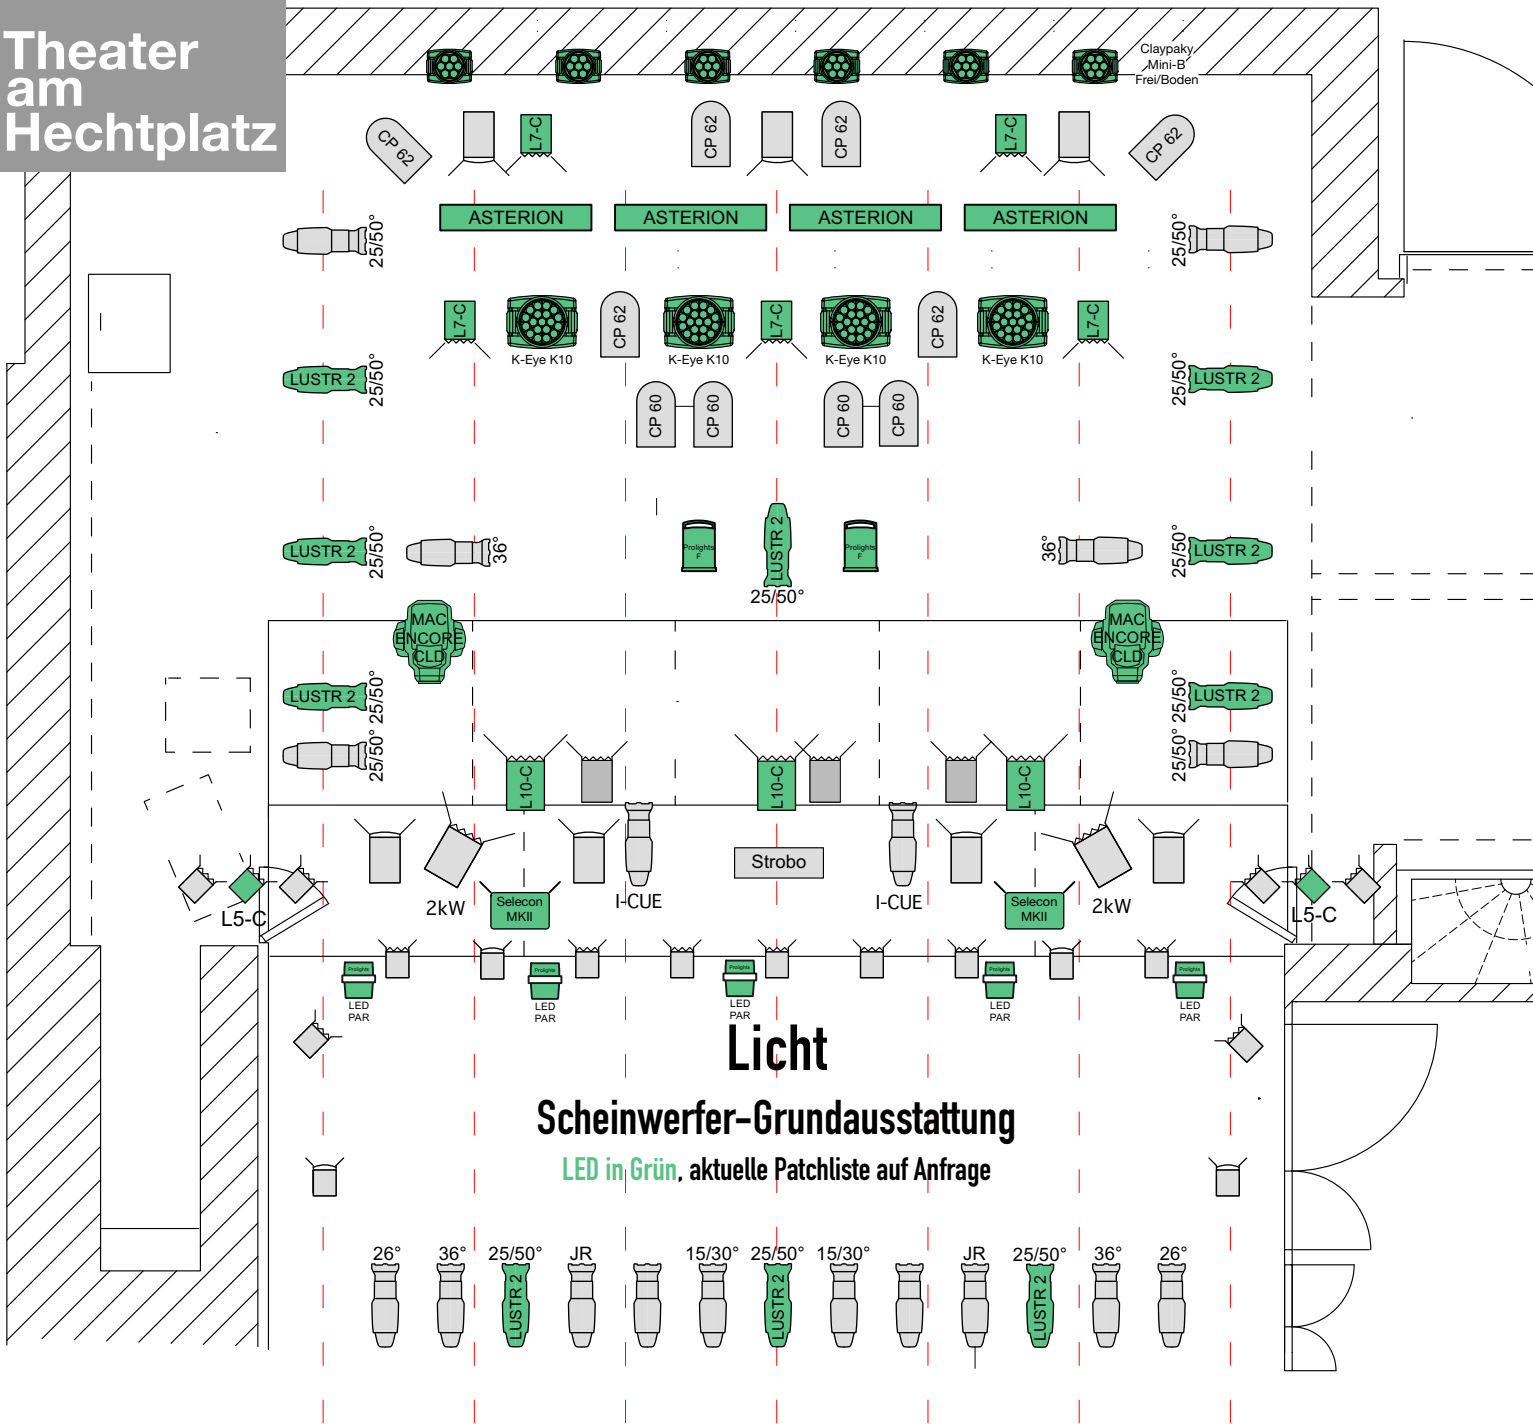 Theater
am
Hechtplatz
Claypaky
Mini-B
Frei/Boden
CP 62
L7-C
CP 62
CP 62
L7-C
CP 62
ASTERION
ASTERION
ASTERION
ASTERION
25/50°
25/50°
L7-C
CP 62
L7-C
CP 62
L7-C
K-Eye K10
K-Eye K10
K-Eye K10
K-Eye K10
LUSTR 2
25/50°
25/50°
LUSTR 2
CP 60
CP 60
CP 60
CP 60
LUSTR 2
25/50°
36°
Prolights
F
LUSTR 2
25/50°
Prolights
F
36°
25/50°
LUSTR 2
MAC
ENCORE
CLD
MAC
ENCORE
CLD
LUSTR 2
25/50°
25/50°
LUSTR 2
25/50°
25/50°
L10-C
L10-C
L10-C
Strobo
2kW
I-CUE
I-CUE
2kW
Selecon
MKII
Selecon
MKII
L5-C
L5-C
Prolights
LED
PAR
Prolights
LED
PAR
Prolights
LED
PAR
Prolights
LED
PAR
Prolights
LED
PAR
Licht
Scheinwerfer-Grundausstattung
LED in Grün, aktuelle Patchliste auf Anfrage
26°
36°
25/50°
JR
15/30°
25/50°
15/30°
JR
25/50°
36°
26°
LUSTR 2
LUSTR 2
LUSTR 2